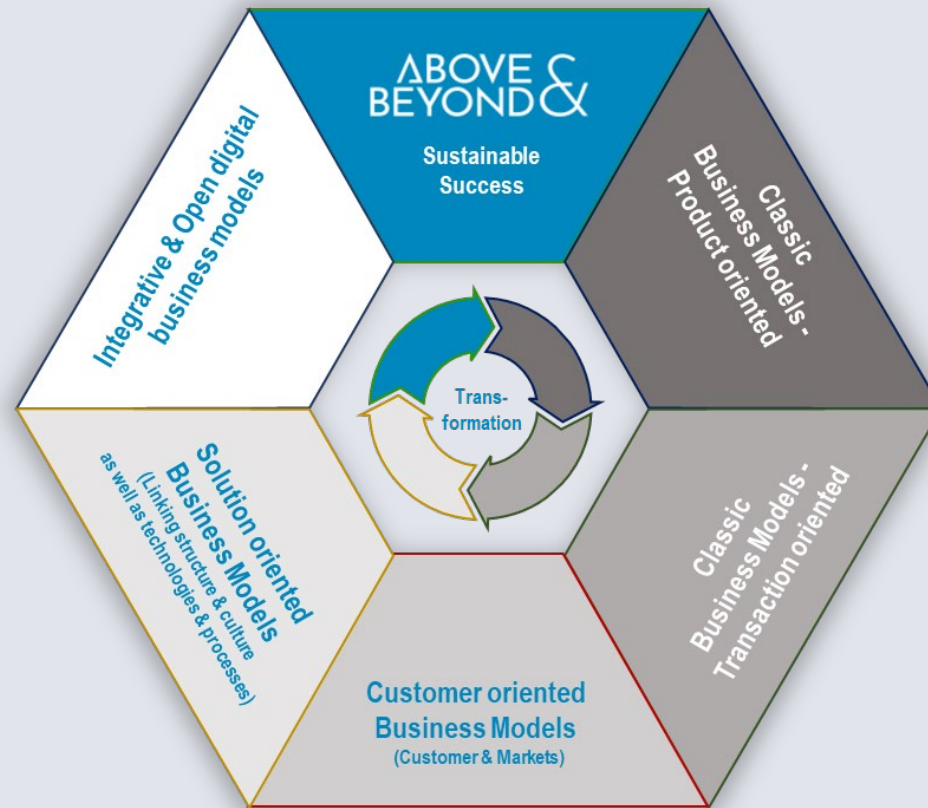 ABOVE &
BEYOND
Sustainable
Success
Classic
Business Models -
Product oriented
Classic
Business Models -
Transaction oriented
Customer oriented
Business Models
(Customer & Markets)
Solution oriented
Business Models
(Linking structure & culture
as well as technologies & processes)
Integrative & Open digital
business models
Trans-
formation